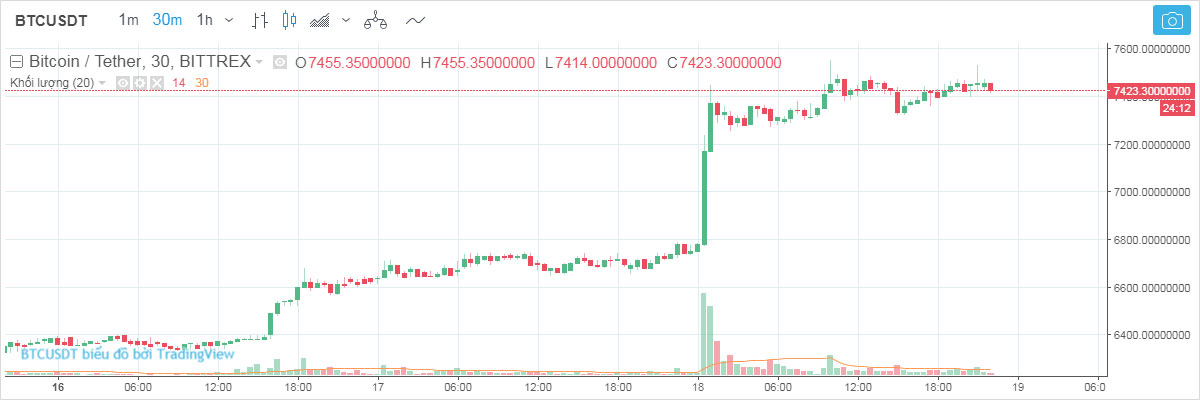 BTCUSDT 1m 30m 1h
Bitcoin / Tether, 30, BITTREX O7455.35000000 H7455.35000000 L7414.00000000 C7423.30000000
Khối lượng (20) 14 30
7600.00000000
7423.30000000
24:12
7200.00000000
7000.00000000
6800.00000000
6600.00000000
6400.00000000
BTCUSDT biểu đồ bởi TradingView
16 06:00 12:00 18:00 17 06:00 12:00 18:00 18 06:00 12:00 18:00 19 06:0